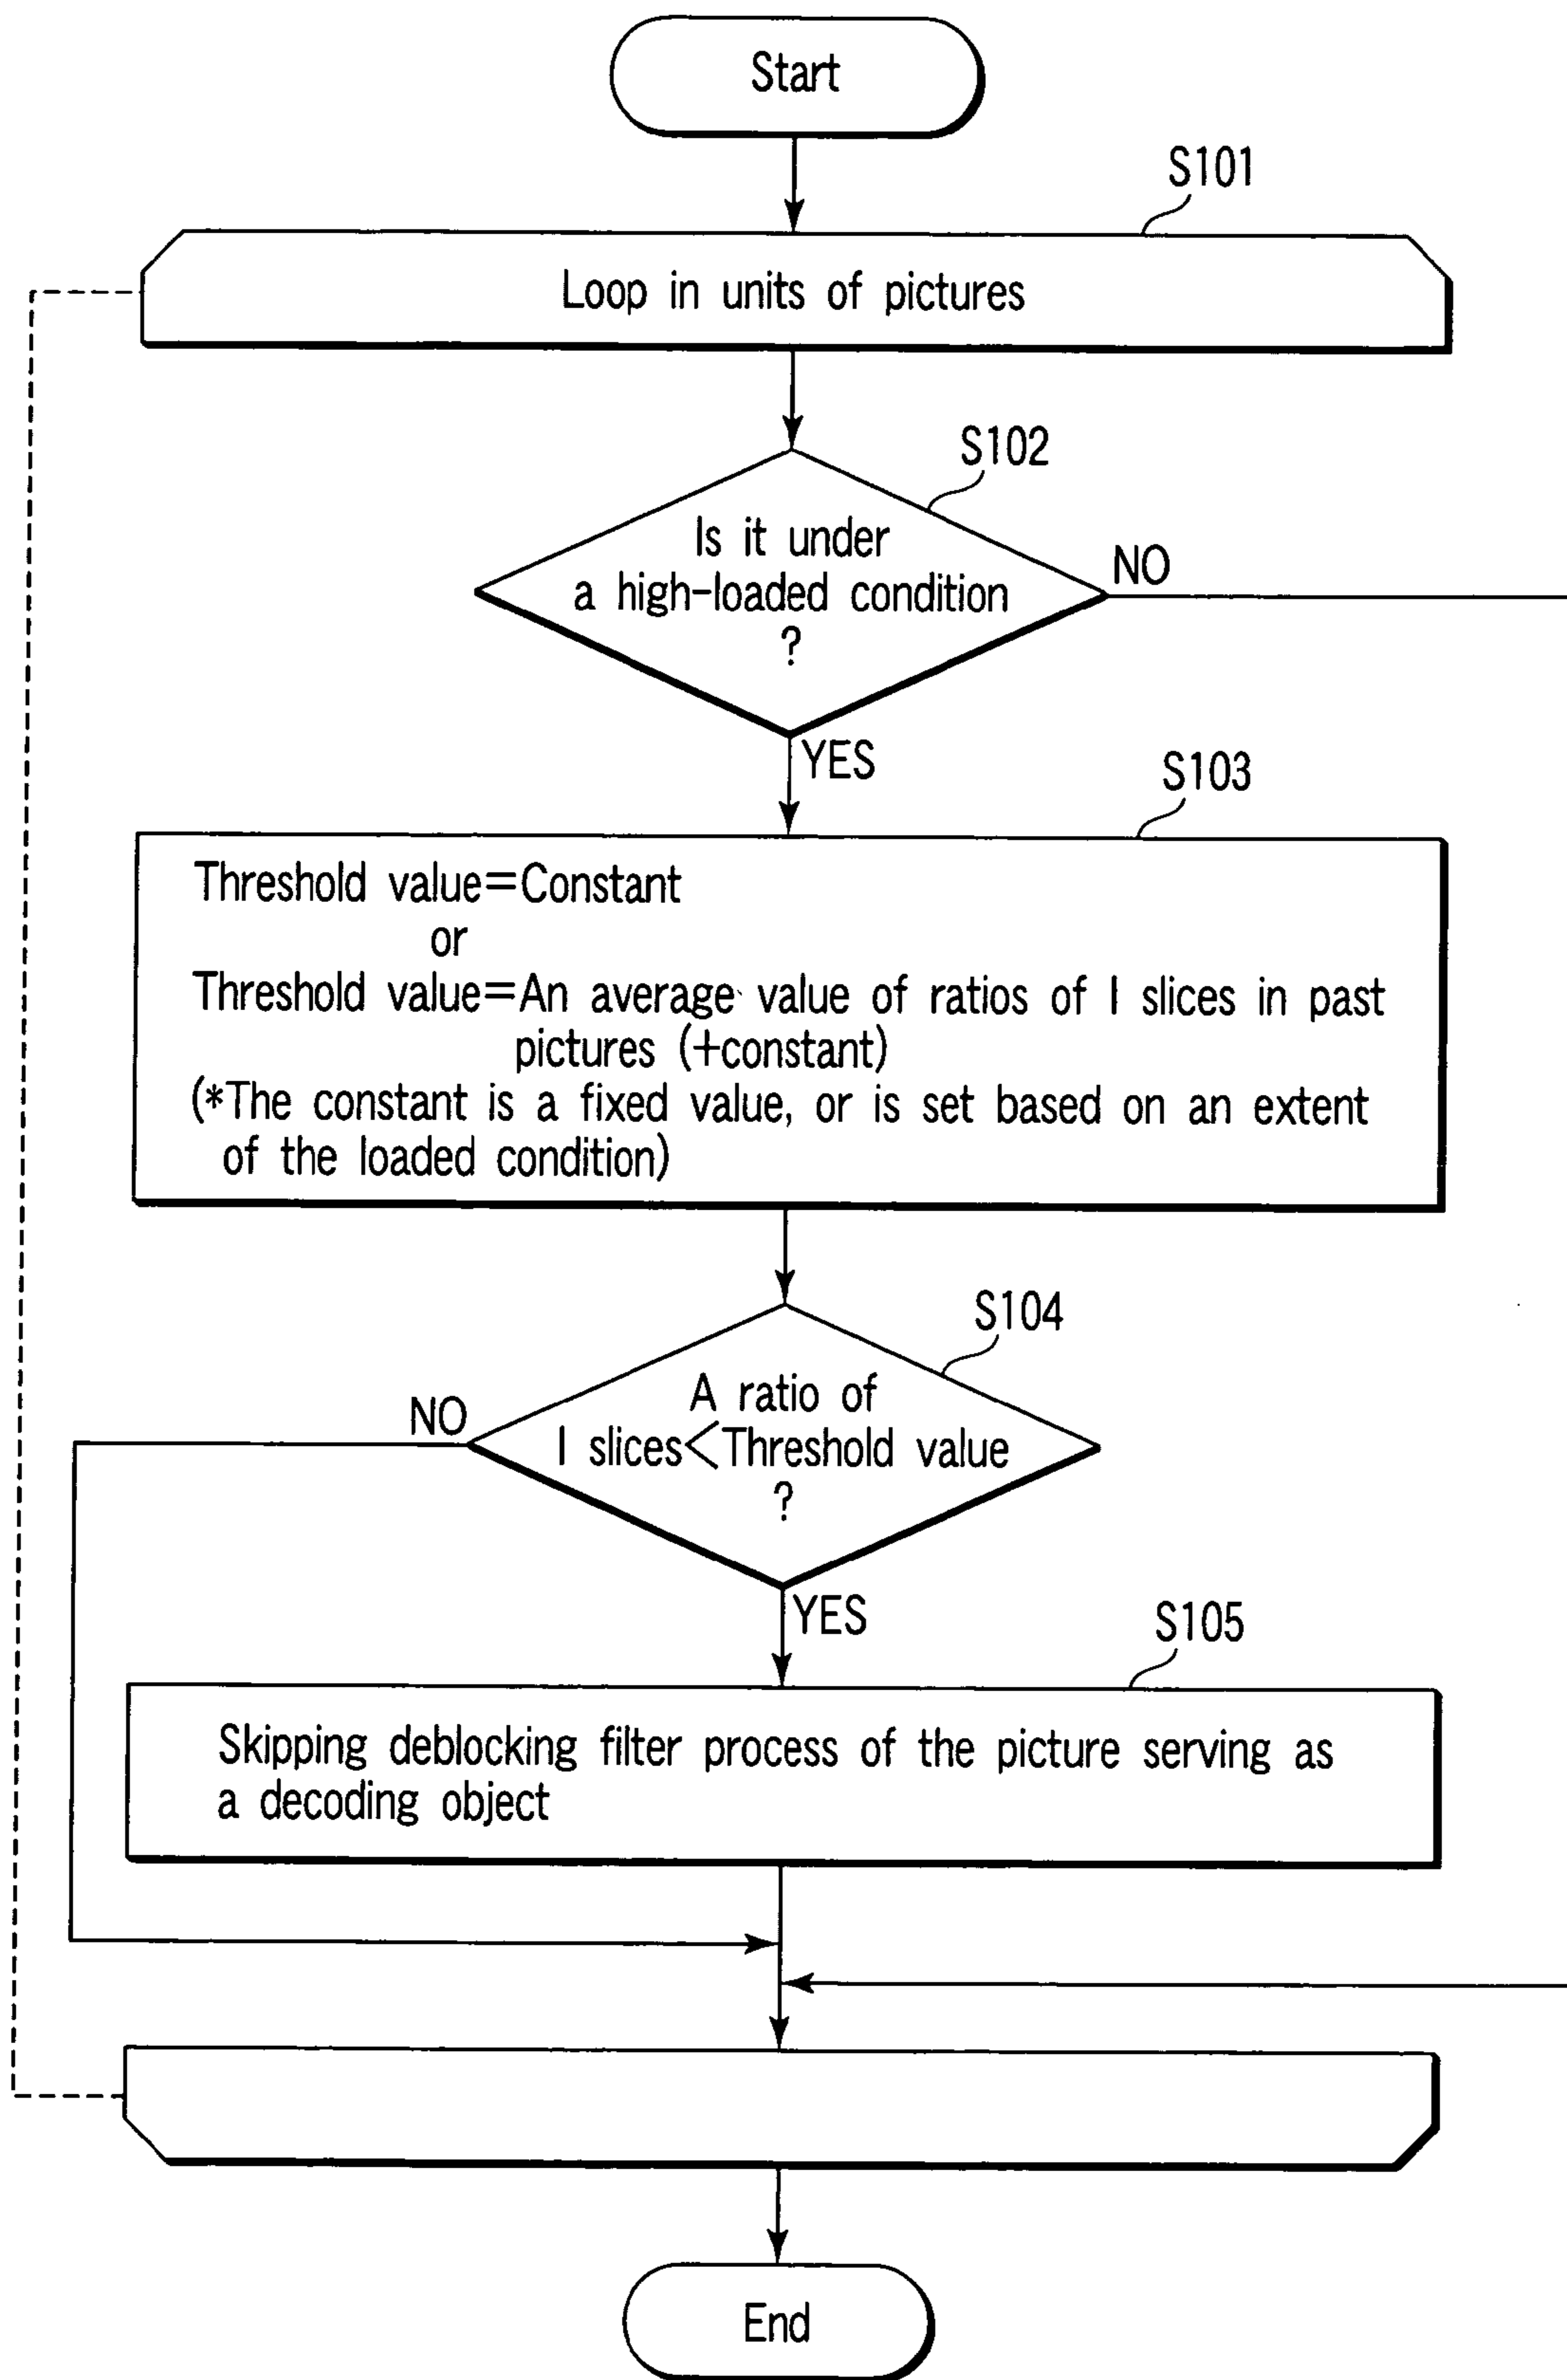 Start
S101
Loop in units of pictures
S102
Is it under
a high-loaded condition
?
NO
YES
S103
Threshold value=Constant
or
Threshold value=An average value of ratios of I slices in past
pictures (+constant)
(*The constant is a fixed value, or is set based on an extent
of the loaded condition)
S104
A ratio of
I slices<Threshold value
?
NO
YES
S105
Skipping deblocking filter process of the picture serving as
a decoding object
End